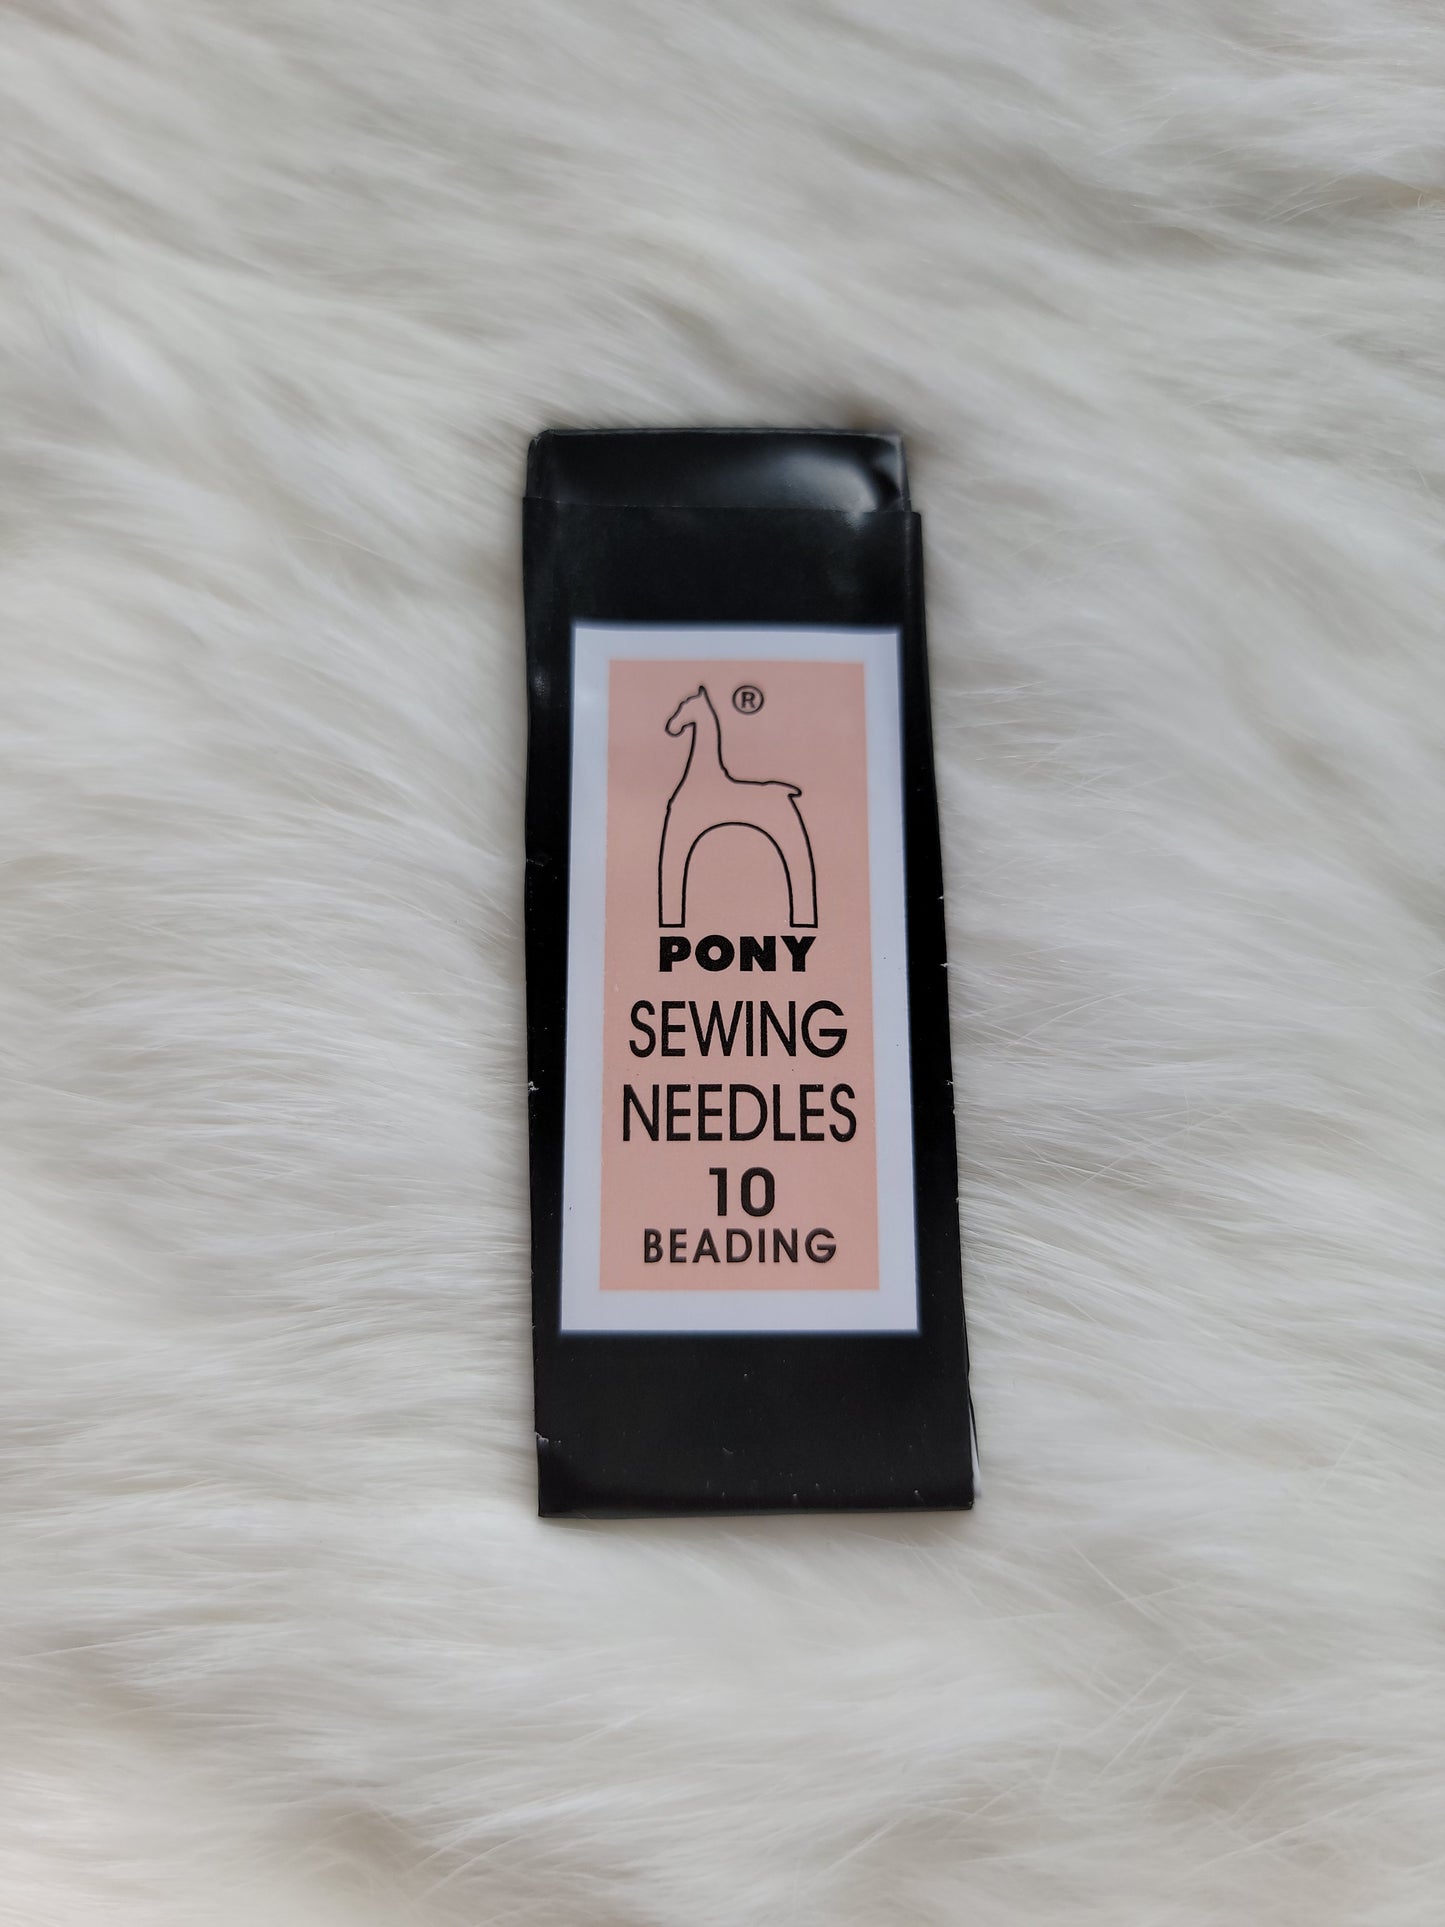 ®
PONY
SEWING
NEEDLES
10
BEADING